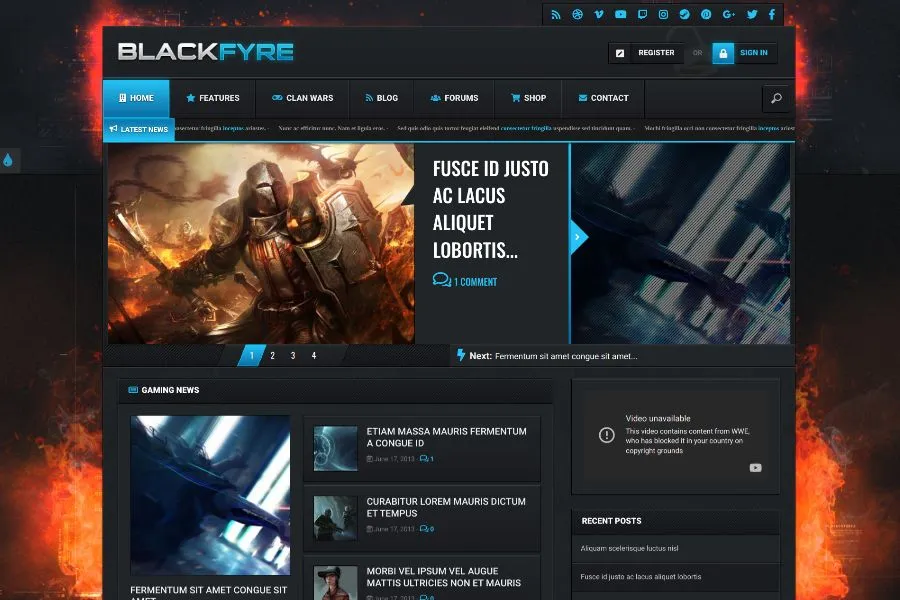 BLACKFYRE
REGISTER OR SIGN IN
HOME FEATURES CLAN WARS BLOG FORUMS SHOP CONTACT
LATEST NEWS
fringilla inceptos ariostes. - Nunc ac efficitur nunc. Nam et ligula eros. - Sed quis odio quis tortor feugiat eleifend consectetur fringilla uspendisse sed tincidunt quam. - Morbi fringilla orci non consectetur fringilla inceptos
FUSCE ID JUSTO
AC LACUS
ALIQUET
LOBORTIS...
1 COMMENT
1 2 3 4
Next: Fermentum sit amet congue sit amet...
GAMING NEWS
ETIAM MASSA MAURIS FERMENTUM
A CONGUE ID
June 17, 2013 - 1
CURABITUR LOREM MAURIS DICTUM
ET TEMPUS
June 17, 2013 - 0
MORBI VEL IPSUM VEL AUGUE
MATTIS ULTRICIES NON ET MAURIS
June 17, 2013 - 0
FERMENTUM SIT AMET CONGUE SIT
AMET
Video unavailable
This video contains content from WWE,
who has blocked it in your country on
copyright grounds
RECENT POSTS
Aliquam scelerisque luctus nisl
Fusce id justo ac lacus aliquet lobortis